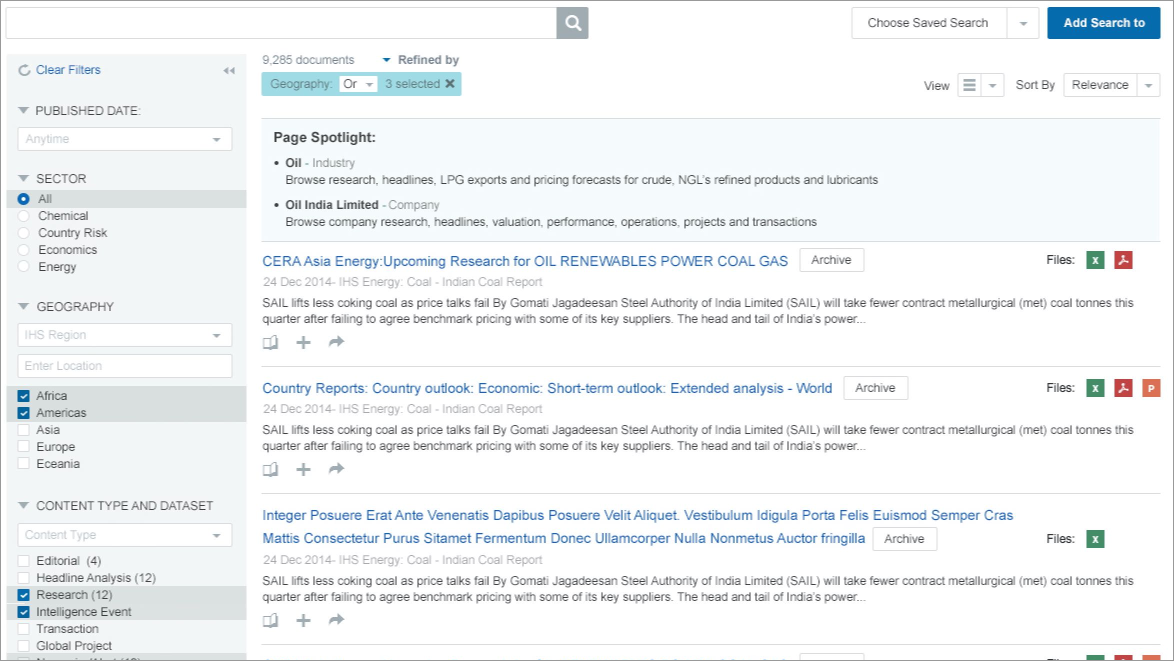 Choose Saved Search
Add Search to
Clear Filters
PUBLISHED DATE:
Anytime
SECTOR
All
Chemical
Country Risk
Economics
Energy
GEOGRAPHY
IHS Region
Enter Location
Africa
Americas
Asia
Europe
Eceania
CONTENT TYPE AND DATASET
Content Type
Editorial (4)
Headline Analysis (12)
Research (12)
Intelligence Event
Transaction
Global Project
9,285 documents Refined by
Geography: Or 3 selected
View Sort By Relevance
Page Spotlight:
• Oil - Industry
Browse research, headlines, LPG exports and pricing forecasts for crude, NGL's refined products and lubricants
• Oil India Limited - Company
Browse company research, headlines, valuation, performance, operations, projects and transactions
CERA Asia Energy:Upcoming Research for OIL RENEWABLES POWER COAL GAS Archive Files: X
24 Dec 2014- IHS Energy: Coal - Indian Coal Report
SAIL lifts less coking coal as price talks fail By Gomati Jagadeesan Steel Authority of India Limited (SAIL) will take fewer contract metallurgical (met) coal tonnes this
quarter after failing to agree benchmark pricing with some of its key suppliers. The head and tail of India's power...
Country Reports: Country outlook: Economic: Short-term outlook: Extended analysis - World Archive Files: X P
24 Dec 2014- IHS Energy: Coal - Indian Coal Report
SAIL lifts less coking coal as price talks fail By Gomati Jagadeesan Steel Authority of India Limited (SAIL) will take fewer contract metallurgical (met) coal tonnes this
quarter after failing to agree benchmark pricing with some of its key suppliers. The head and tail of India's power...
Integer Posuere Erat Ante Venenatis Dapibus Posuere Velit Aliquet. Vestibulum Idigula Porta Felis Euismod Semper Cras
Mattis Consectetur Purus Sitamet Fermentum Donec Ullamcorper Nulla Nonmetus Auctor fringilla Archive Files: X
24 Dec 2014- IHS Energy: Coal - Indian Coal Report
SAIL lifts less coking coal as price talks fail By Gomati Jagadeesan Steel Authority of India Limited (SAIL) will take fewer contract metallurgical (met) coal tonnes this
quarter after failing to agree benchmark pricing with some of its key suppliers. The head and tail of India's power...